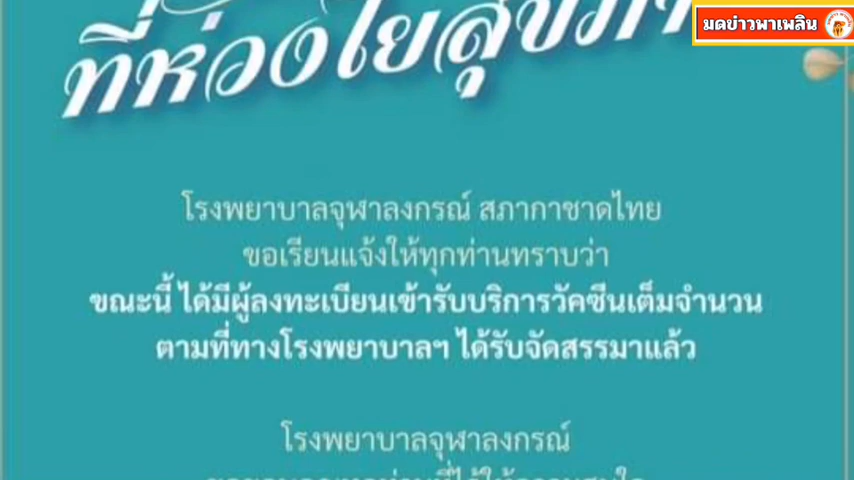 มดข่าวพาเพลิน
ที่ห่วงใยสุขภา
โรงพยาบาลจุฬาลงกรณ์ สภากาชาดไทย
ขอเรียนแจ้งให้ทุกท่านทราบว่า
ขณะนี้ ได้มีผู้ลงทะเบียนเข้ารับบริการวัคซีนเต็มจำนวน
ตามที่ทางโรงพยาบาลฯ ได้รับจัดสรรมาแล้ว
โรงพยาบาลจุฬาลงกรณ์